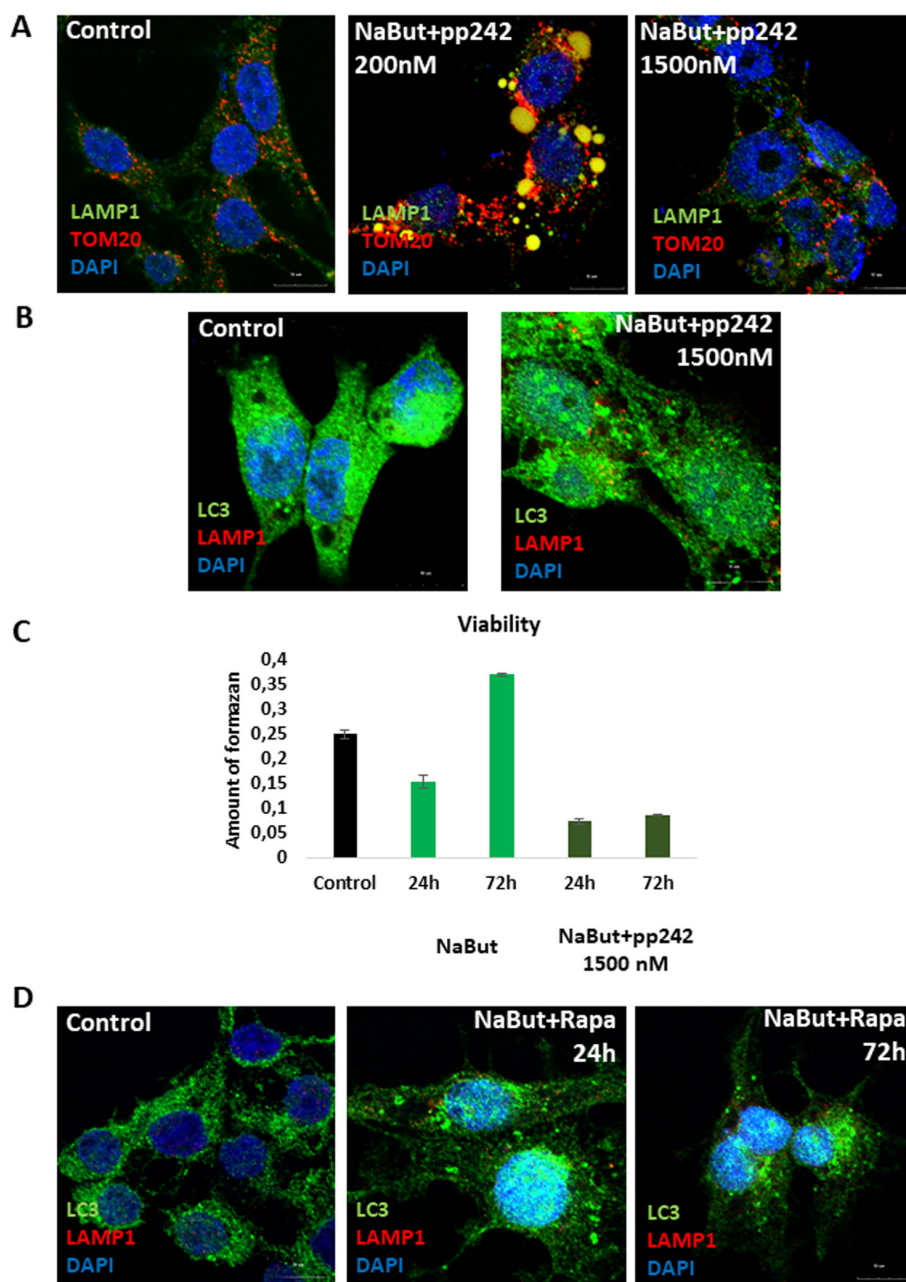 A
Control
LAMP1
TOM20
DAPI
NaBut+pp242
200nM
LAMP1
TOM20
DAPI
NaBut+pp242
1500nM
LAMP1
TOM20
DAPI
B
Control
LC3
LAMP1
DAPI
NaBut+pp242
1500nM
LC3
LAMP1
DAPI
C
Viability
Amount of formazan
0,4
0,35
0,3
0,25
0,2
0,15
0,1
0,05
0
Control 24h 72h 24h 72h
NaBut
NaBut+pp242
1500 nM
D
Control
LC3
LAMP1
DAPI
NaBut+Rapa
24h
LC3
LAMP1
DAPI
NaBut+Rapa
72h
LC3
LAMP1
DAPI